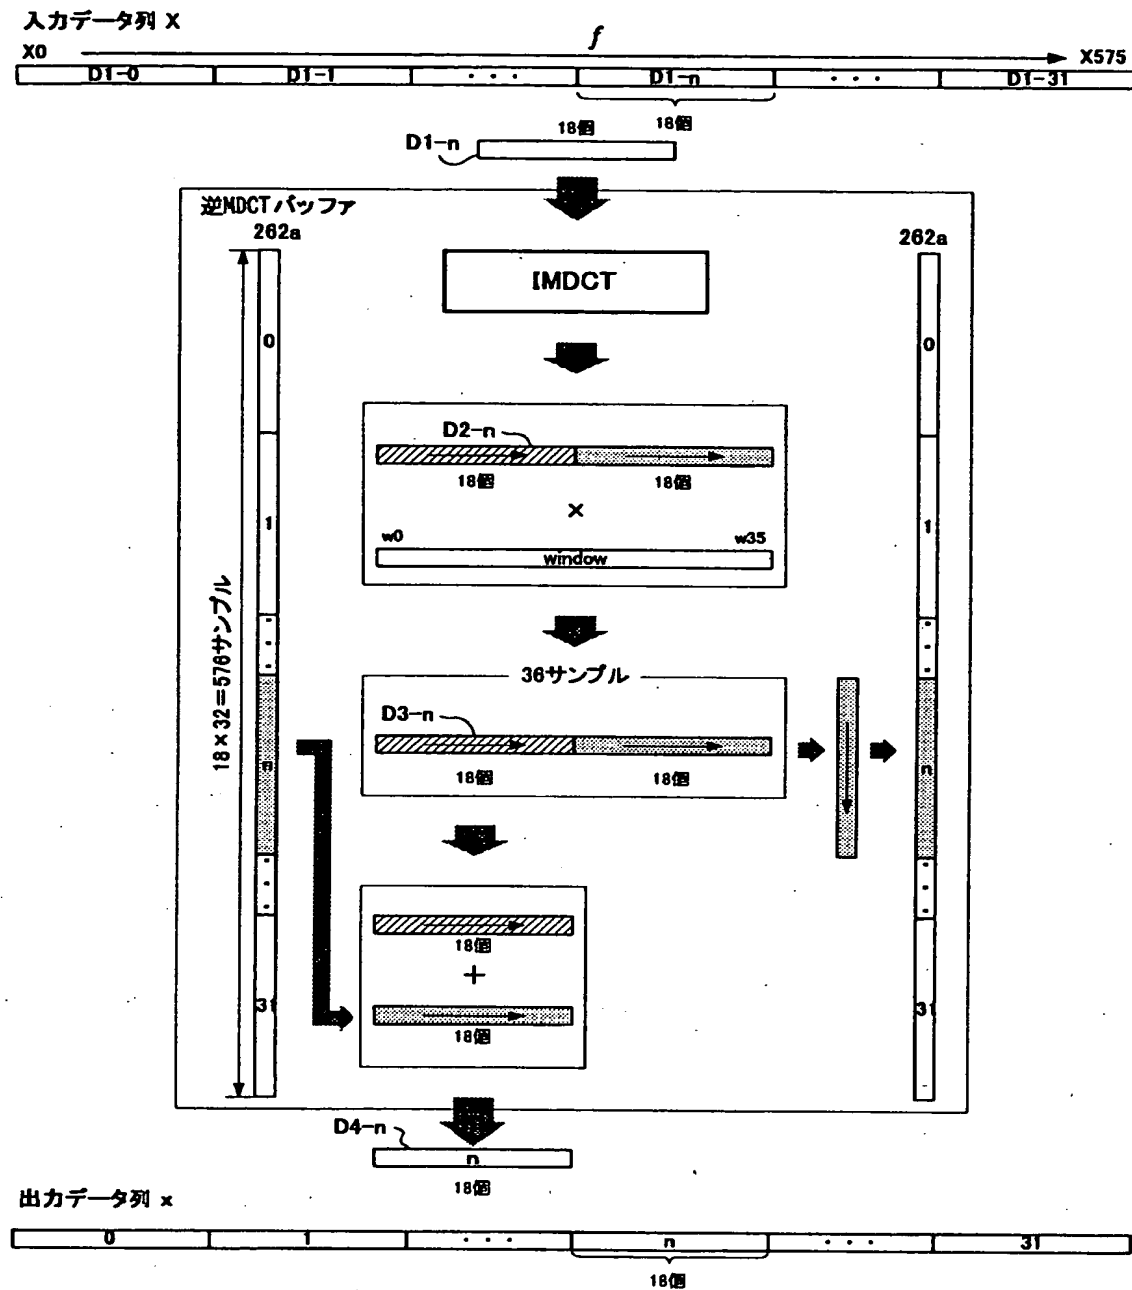 入力データ列 X
f
X0
X575
D1-0 D1-1 ・・・ D1-n ・・・ D1-31
18個
18個
D1-n
逆MDCTバッファ
262a
262a
IMDCT
0
0
D2-n
18個 18個
×
1
1
w0 w35
window
18×32=576サンプル
36サンプル
D3-n
n
n
18個 18個
18個
+
31
31
18個
D4-n
n
18個
出力データ列 x
0 1 ・・・ n ・・・ 31
18個